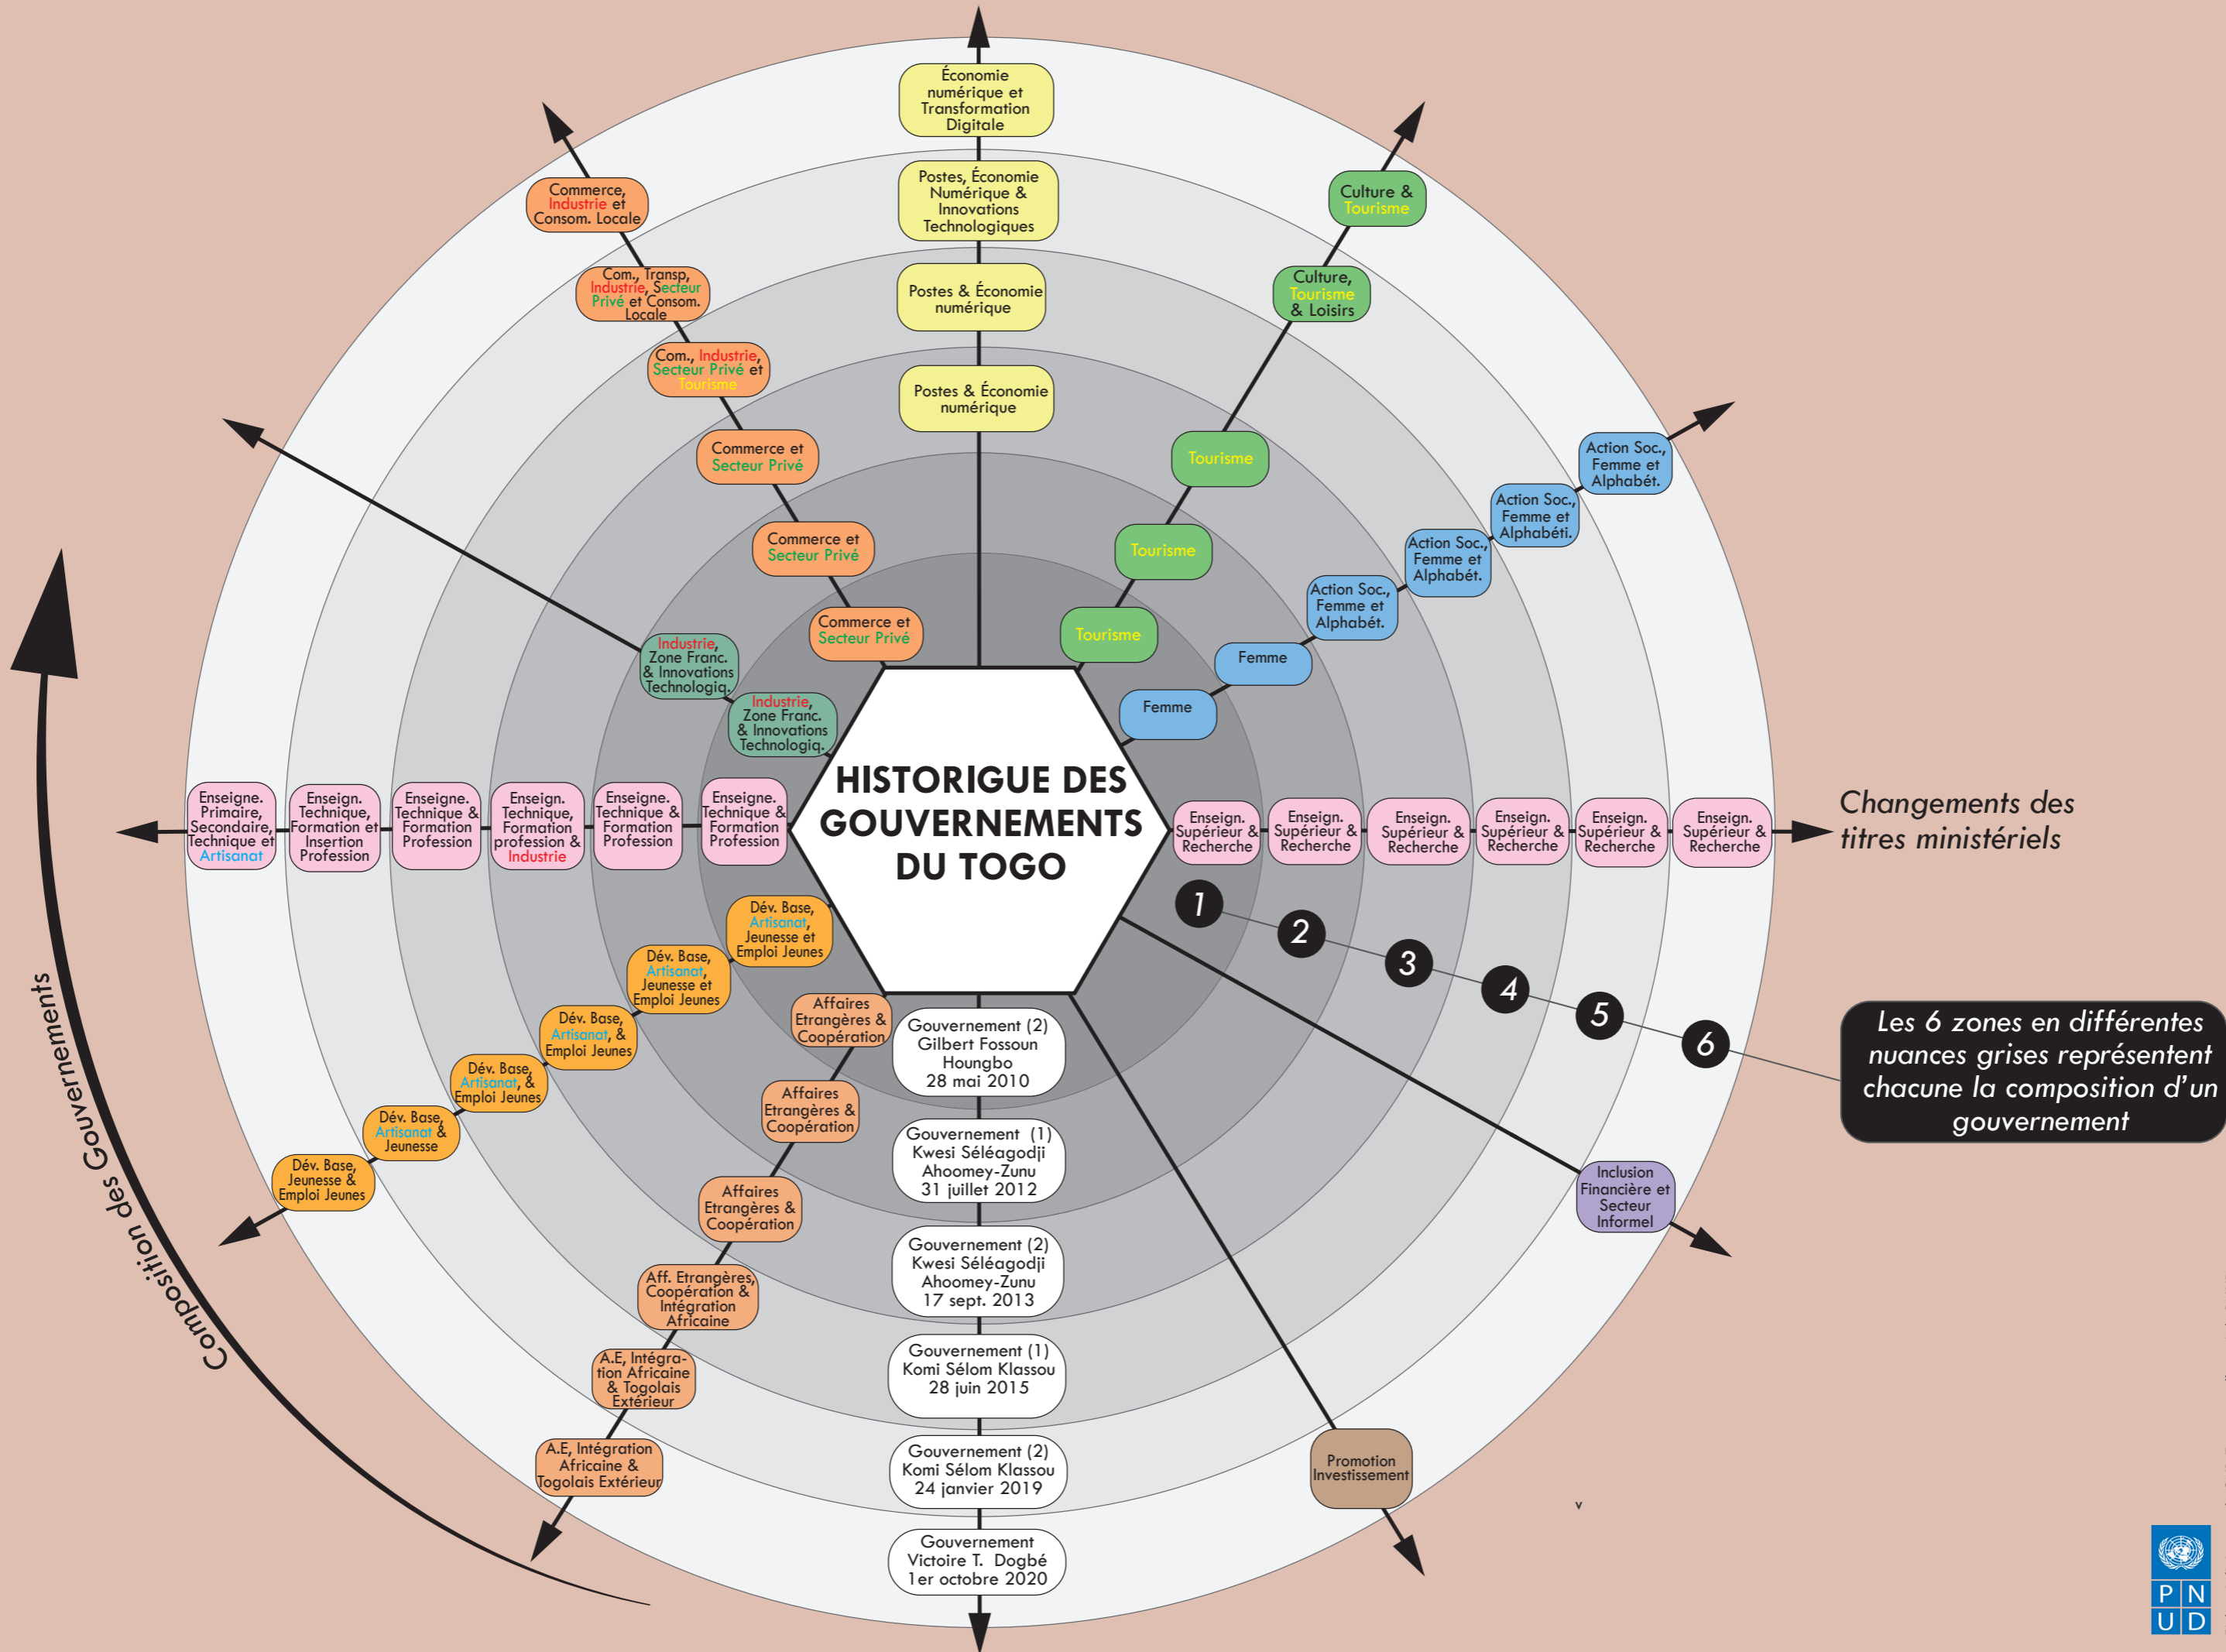 Économie
numérique et
Transformation
Digitale
Postes, Économie
Numérique &
Innovations
Technologiques
Postes & Économie
numérique
Postes & Économie
numérique
Culture &
Tourisme
Culture,
Tourisme
& Loisirs
Tourisme
Tourisme
Tourisme
Action Soc.,
Femme et
Alphabét.
Action Soc.,
Femme et
Alphabéti.
Action Soc.,
Femme et
Alphabét.
Action Soc.,
Femme et
Alphabét.
Femme
Femme
Commerce,
Industrie et
Consom. Locale
Com., Transp,
Industrie, Secteur
Privé et Consom.
Locale
Com., Industrie,
Secteur Privé et
Tourisme
Commerce et
Secteur Privé
Commerce et
Secteur Privé
Commerce et
Secteur Privé
Industrie,
Zone Franc.
& Innovations
Technologiq.
Industrie,
Zone Franc.
& Innovations
Technologiq.
HISTORIGUE DES
GOUVERNEMENTS
DU TOGO
Enseigne.
Primaire,
Secondaire,
Technique et
Artisanat
Enseign.
Technique,
Formation et
Insertion
Profession
Enseigne.
Technique &
Formation
Profession
Enseign.
Technique,
Formation
profession &
Industrie
Enseigne.
Technique &
Formation
Profession
Enseigne.
Technique &
Formation
Profession
Enseign.
Supérieur &
Recherche
Enseign.
Supérieur &
Recherche
Enseign.
Supérieur &
Recherche
Enseign.
Supérieur &
Recherche
Enseign.
Supérieur &
Recherche
Enseign.
Supérieur &
Recherche
Changements des
titres ministériels
1
2
3
4
5
6
Les 6 zones en différentes
nuances grises représentent
chacune la composition d'un
gouvernement
Dév. Base,
Artisanat,
Jeunesse et
Emploi Jeunes
Dév. Base,
Artisanat,
Jeunesse et
Emploi Jeunes
Dév. Base,
Artisanat, &
Emploi Jeunes
Dév. Base,
Artisanat, &
Emploi Jeunes
Dév. Base,
Artisanat &
Jeunesse
Dév. Base,
Jeunesse &
Emploi Jeunes
Affaires
Etrangères &
Coopération
Affaires
Etrangères &
Coopération
Affaires
Etrangères &
Coopération
Aff. Etrangères,
Coopération &
Intégration
Africaine
A.E, Intégra-
tion Africaine
& Togolais
Extérieur
A.E, Intégration
Africaine &
Togolais Extérieur
Gouvernement (2)
Gilbert Fossoun
Houngbo
28 mai 2010
Gouvernement (1)
Kwesi Séléagodji
Ahoomey-Zunu
31 juillet 2012
Gouvernement (2)
Kwesi Séléagodji
Ahoomey-Zunu
17 sept. 2013
Gouvernement (1)
Komi Sélom Klassou
28 juin 2015
Gouvernement (2)
Komi Sélom Klassou
24 janvier 2019
Gouvernement
Victoire T. Dogbé
1er octobre 2020
Inclusion
Financière et
Secteur
Informel
Promotion
Investissement
v
Composition des Gouvernements
P N
U D